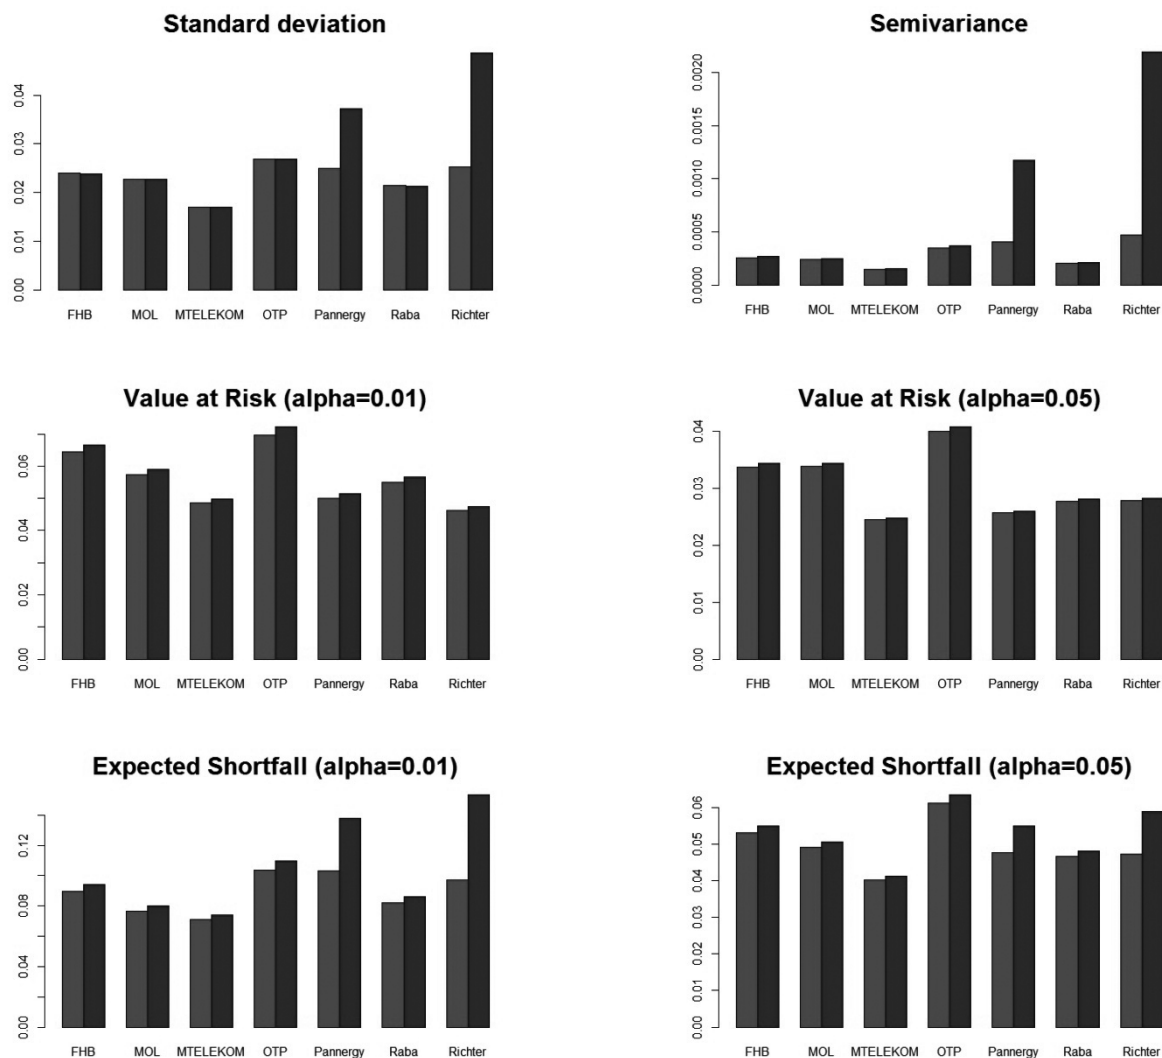 Standard deviation
0.00 0.01 0.02 0.03 0.04
FHB MOL MTELEKOM OTP Pannergy Raba Richter
Semivariance
0.0000 0.0005 0.0010 0.0015 0.0020
FHB MOL MTELEKOM OTP Pannergy Raba Richter
Value at Risk (alpha=0.01)
0.00 0.02 0.04 0.06
FHB MOL MTELEKOM OTP Pannergy Raba Richter
Value at Risk (alpha=0.05)
0.00 0.01 0.02 0.03 0.04
FHB MOL MTELEKOM OTP Pannergy Raba Richter
Expected Shortfall (alpha=0.01)
0.00 0.04 0.08 0.12
FHB MOL MTELEKOM OTP Pannergy Raba Richter
Expected Shortfall (alpha=0.05)
0.00 0.01 0.02 0.03 0.04 0.05 0.06
FHB MOL MTELEKOM OTP Pannergy Raba Richter